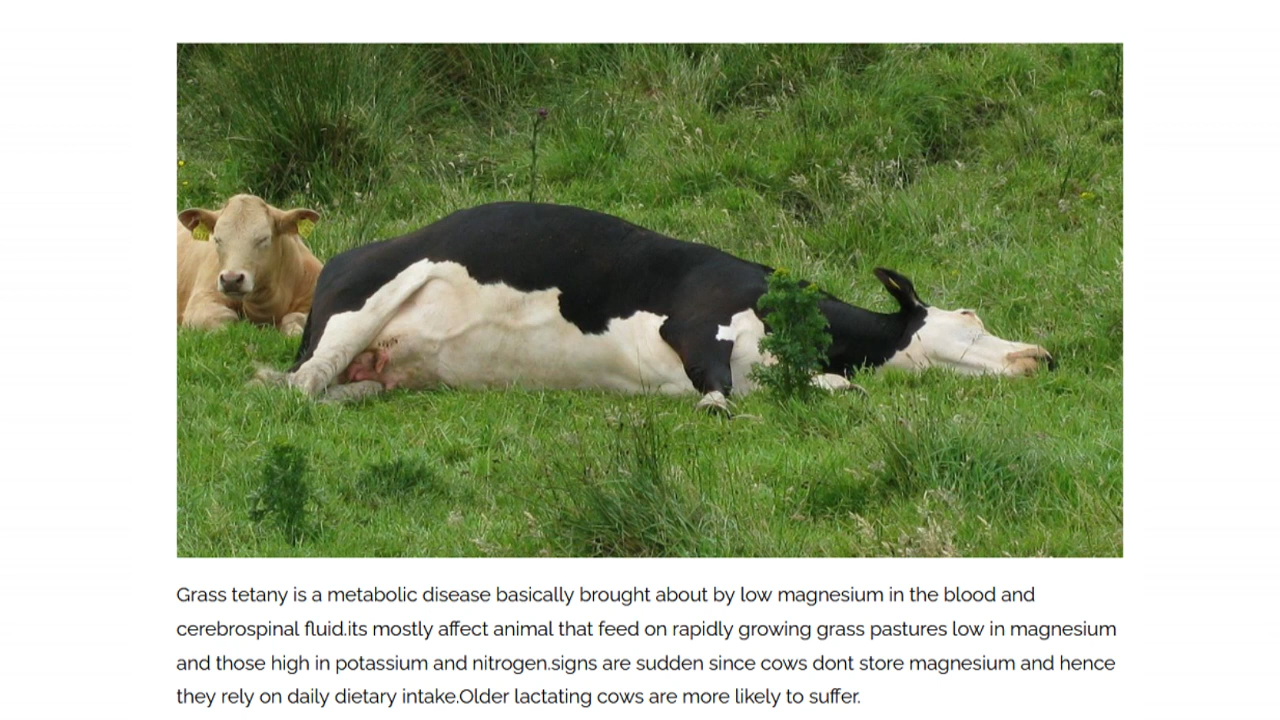 Grass tetany is a metabolic disease basically brought about by low magnesium in the blood and
cerebrospinal fluid.its mostly affect animal that feed on rapidly growing grass pastures low in magnesium
and those high in potassium and nitrogen.signs are sudden since cows dont store magnesium and hence
they rely on daily dietary intake.Older lactating cows are more likely to suffer.